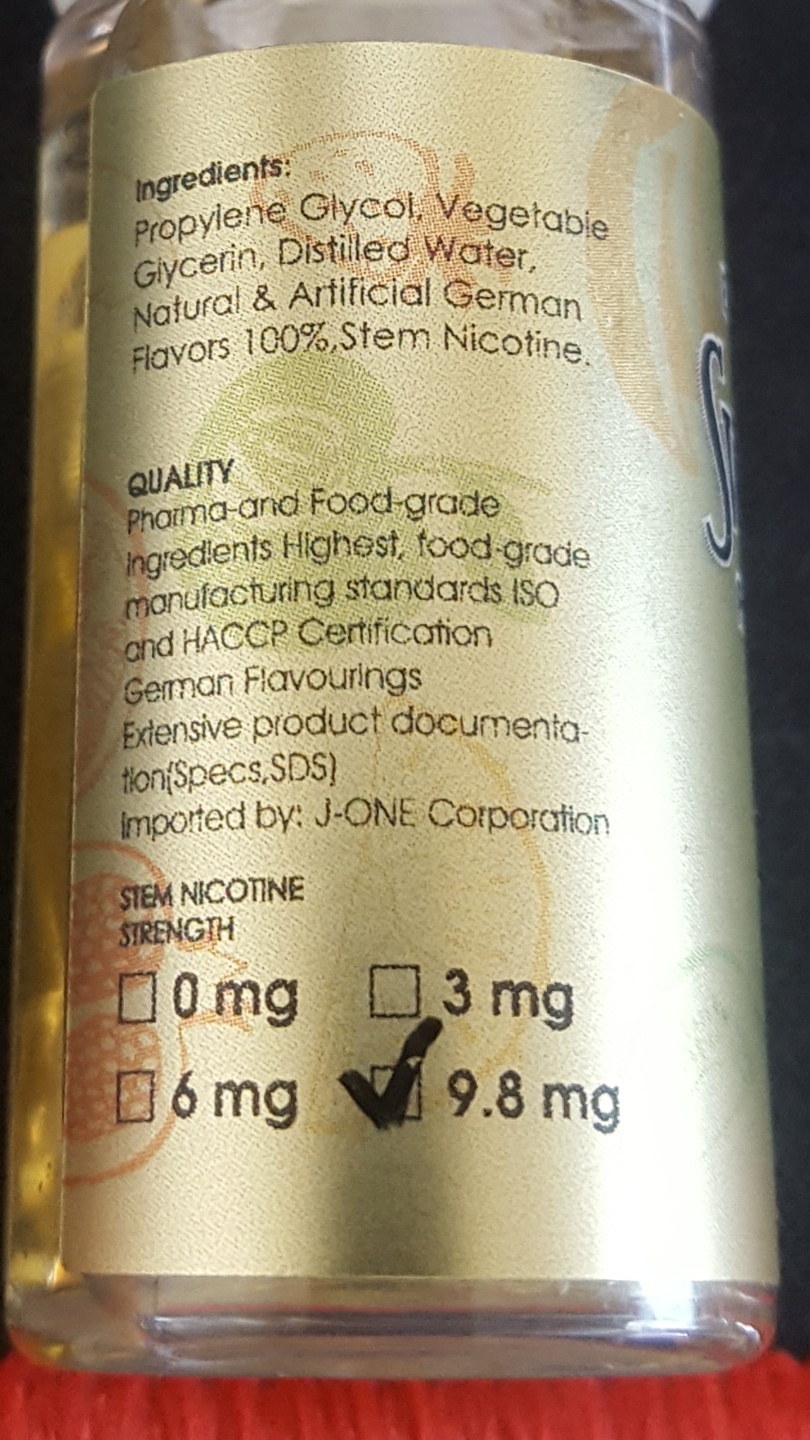 Ingredients:
Propylene Glycol, Vegetable
Glycerin, Distilled Water,
Natural & Artificial German
Flavors 100%,Stem Nicotine.
QUALITY
Pharma-and Food-grade
ingredients Highest, food-grade
manufacturing standards ISO
and HACCP Certification
German Flavourings
Extensive product documenta-
tion(Specs,SDS)
Imported by: J-ONE Corporation
STEM NICOTINE
STRENGTH
0 mg 3 mg
6 mg 9.8 mg